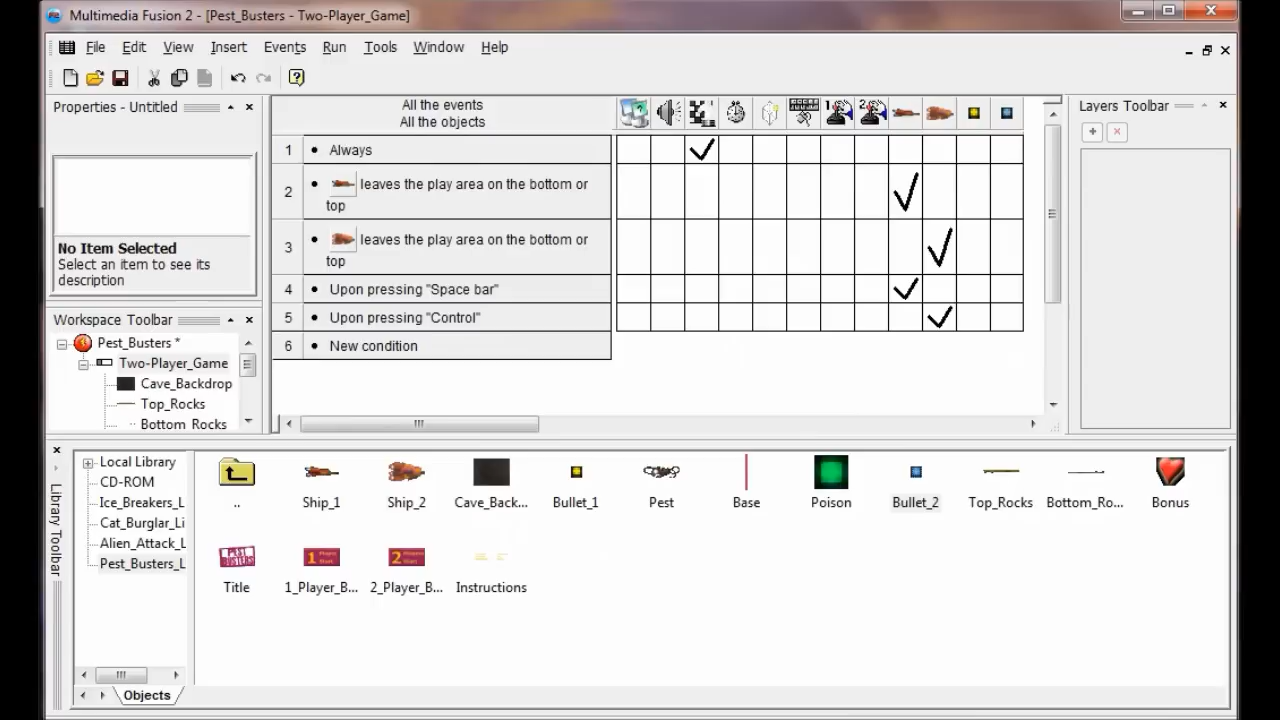 Multimedia Fusion 2 - [Pest_Busters - Two-Player_Game]
File Edit View Insert Events Run Tools Window Help
Properties - Untitled
No Item Selected
Select an item to see its
description
Workspace Toolbar
Pest_Busters *
Two-Player_Game
Cave_Backdrop
Top_Rocks
Bottom Rocks
All the events
All the objects
1 • Always
2 • leaves the play area on the bottom or
top
3 • leaves the play area on the bottom or
top
4 • Upon pressing "Space bar"
5 • Upon pressing "Control"
6 • New condition
Layers Toolbar
Library Toolbar
Local Library
CD-ROM
Ice_Breakers_L
Cat_Burglar_Li
Alien_Attack_L
Pest_Busters_L
Objects
.. Ship_1 Ship_2 Cave_Back... Bullet_1 Pest Base Poison Bullet_2 Top_Rocks Bottom_Ro... Bonus
PEST
BUSTERS
Title 1_Player_B... 2_Player_B... Instructions